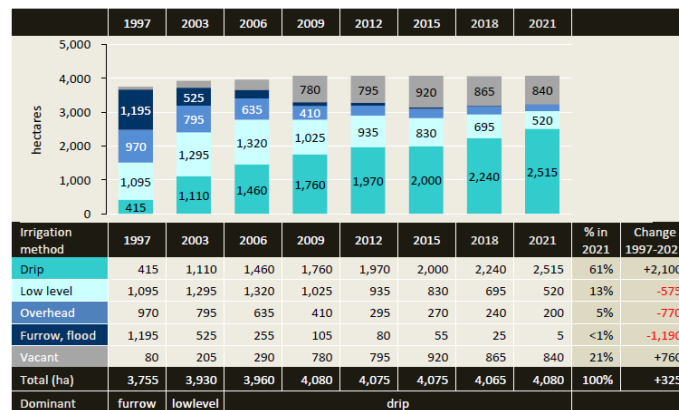 1997 2003 2006 2009 2012 2015 2018 2021
5,000
4,000
3,000
2,000
1,000
0
hectares
1,195 525 780 795 920 865 840
970 795 635 410
1,095 1,295 1,320 1,025 935 830 695 520
415 1,110 1,460 1,760 1,970 2,000 2,240 2,515
Irrigation method 1997 2003 2006 2009 2012 2015 2018 2021 % in 2021 Change 1997-202
Drip 415 1,110 1,460 1,760 1,970 2,000 2,240 2,515 61% +2,100
Low level 1,095 1,295 1,320 1,025 935 830 695 520 13% -575
Overhead 970 795 635 410 295 270 240 200 5% -770
Furrow, flood 1,195 525 255 105 80 55 25 5 <1% -1,190
Vacant 80 205 290 780 795 920 865 840 21% +760
Total (ha) 3,755 3,930 3,960 4,080 4,075 4,075 4,065 4,080 100% +325
Dominant furrow lowlevel drip